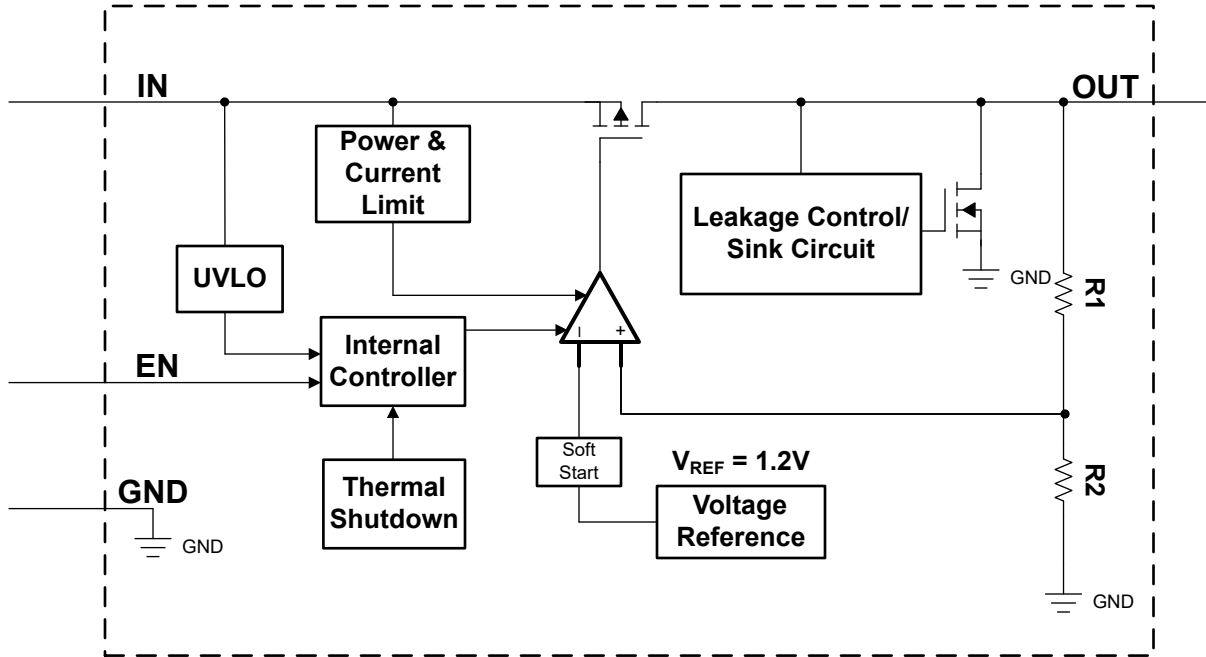 IN
OUT
Power &
Current
Limit
Leakage Control/
Sink Circuit
GND
UVLO
R1
Internal
Controller
EN
- +
Soft
Start
V_REF = 1.2V
Voltage
Reference
R2
Thermal
Shutdown
GND
GND
GND